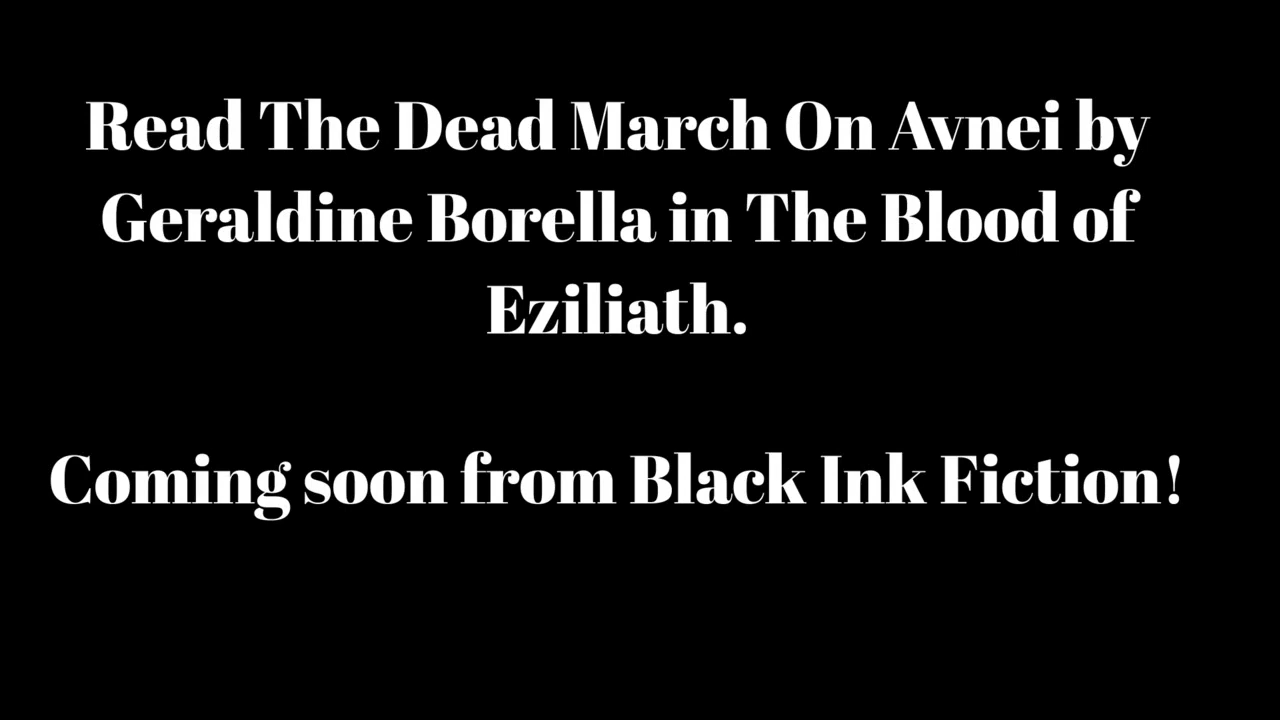 Read The Dead March On Avnei by
Geraldine Borella in The Blood of
Eziliath.
Coming soon from Black Ink Fiction!